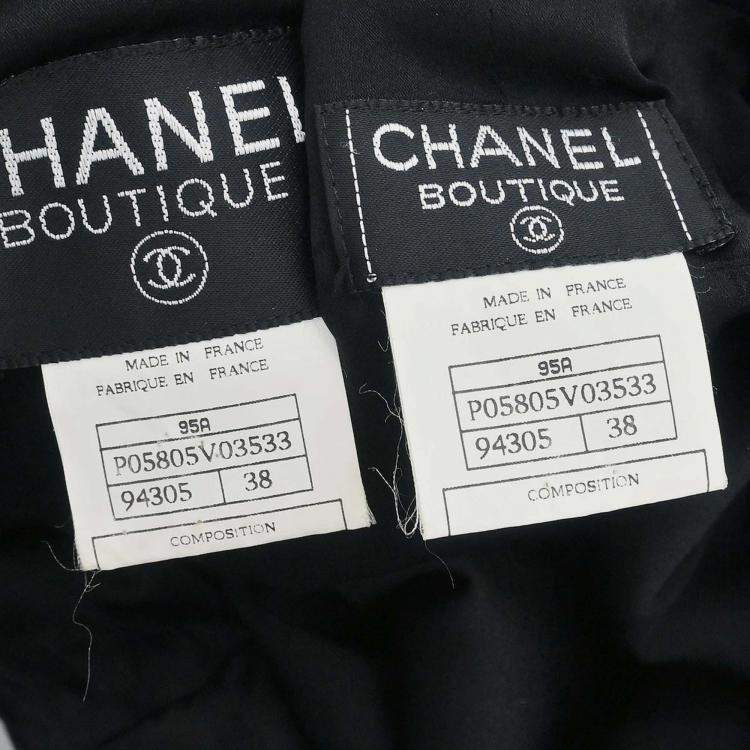 HANEL
BOUTIQUE
MADE IN FRANCE
FABRIQUE EN FRANCE
95A
P05805V03533
94305 38
COMPOSITION
CHANEL
BOUTIQUE
MADE IN FRANCE
FABRIQUE EN FRANCE
95A
P05805V03533
94305 38
COMPOSITION